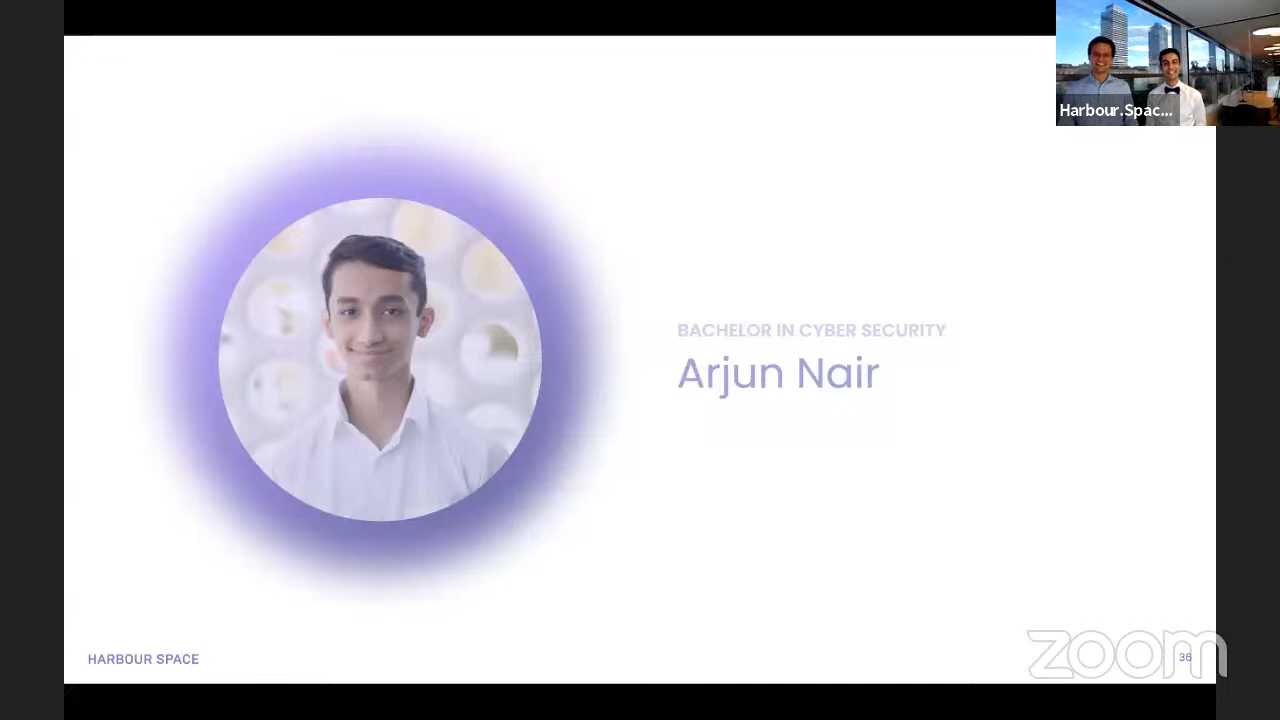 Harbour.Spac...
BACHELOR IN CYBER SECURITY
Arjun Nair
HARBOUR SPACE
36
zoom